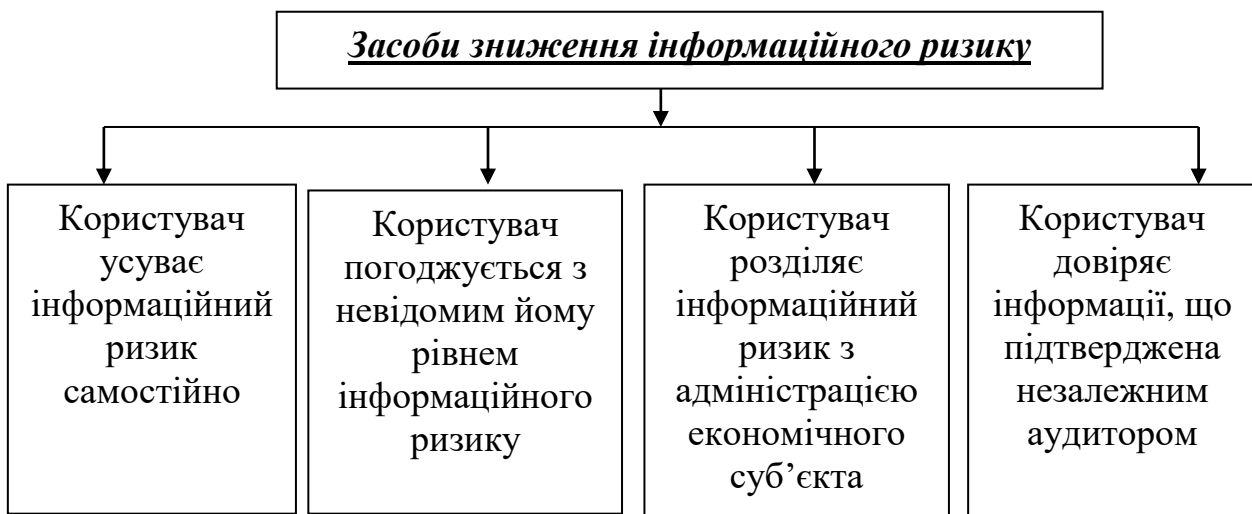 Засоби зниження інформаційного ризику
Користувач
усуває
інформаційний
ризик
самостійно
Користувач
погоджується з
невідомим йому
рівнем
інформаційного
ризику
Користувач
розділяє
інформаційний
ризик з
адміністрацією
економічного
суб’єкта
Користувач
довіряє
інформації, що
підтверджена
незалежним
аудитором